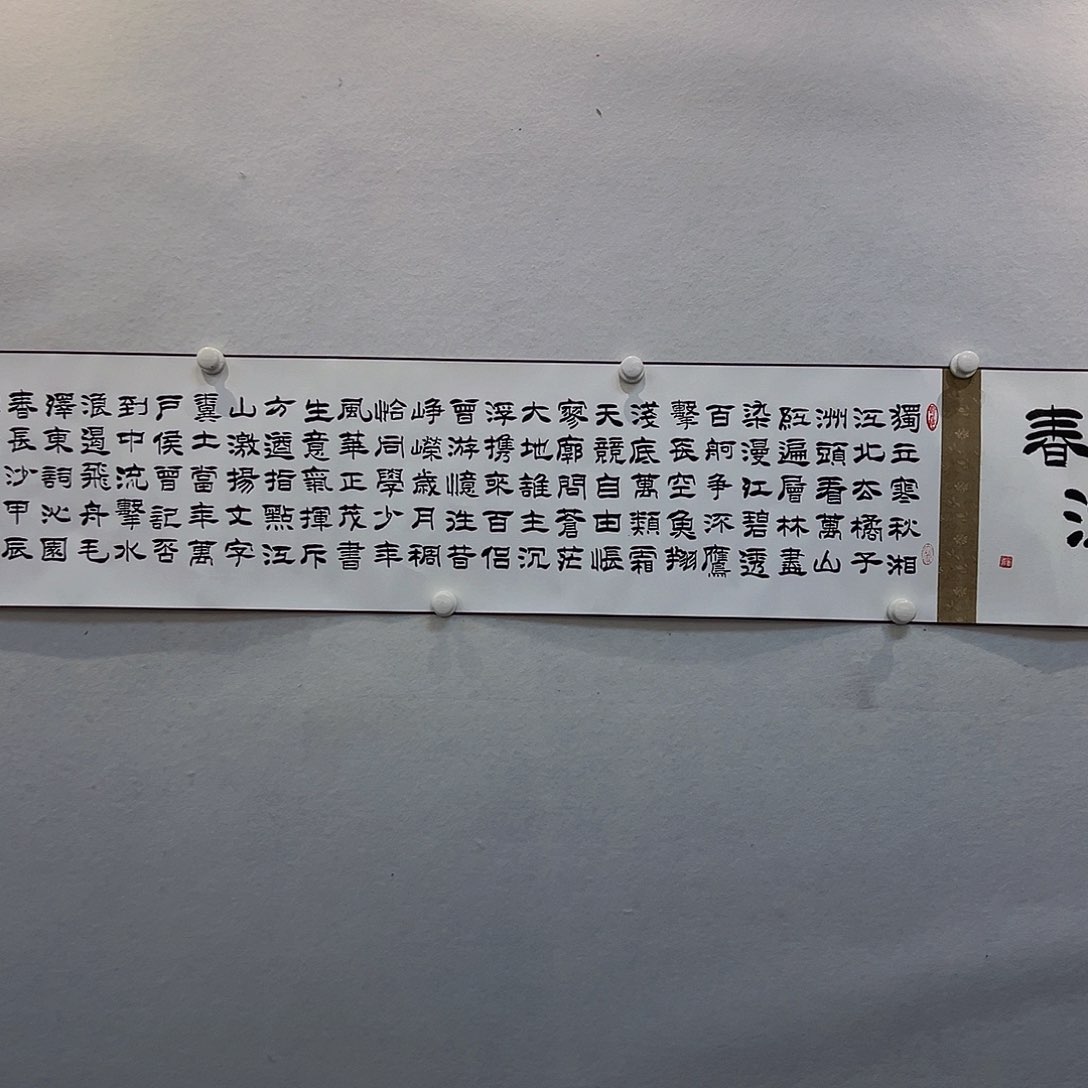 春
獨立寒秋湘
江北去橘子
洲頭看萬山
紅遍層林盡
染漫江碧透
百舸争流鷹
擊長空魚翔
淺底萬類霜
天競自由悵
寥廓問蒼茫
大地誰主沉
浮携來百侶
曾游憶往昔
崢嶸歲月稠
恰同學少年
風華正茂書
生意氣揮斥
方遒指點江
山激揚文字
糞土當年萬
戶侯曾記否
到中流擊水
浪遏飛舟毛
澤東詞沁園
春長沙甲辰